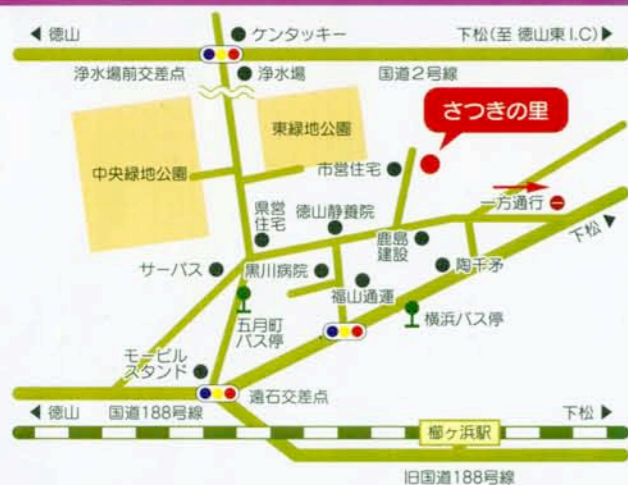 ◀ 徳山
ケンタッキー
下松(至 徳山東I.C)▶
浄水場前交差点
浄水場
国道2号線
さつきの里
東緑地公園
中央緑地公園
市営住宅
一方通行
県営
住宅
徳山静養院
鹿島
建設
下松▶
サーパス
黒川病院
陶千矛
福山通運
五月町
バス停
横浜バス停
モービル
スタンド
遠石交差点
◀ 徳山
国道188号線
下松 ▶
櫛ヶ浜駅
旧国道188号線